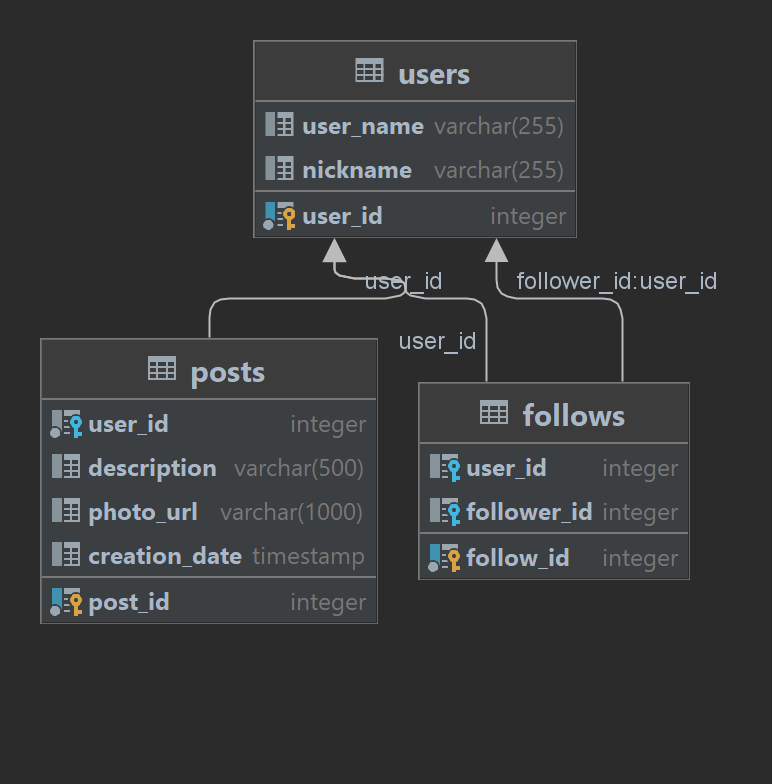 users
user_name varchar(255)
nickname varchar(255)
user_id integer
user_id
follower_id:user_id
user_id
posts
user_id integer
description varchar(500)
photo_url varchar(1000)
creation_date timestamp
post_id integer
follows
user_id integer
follower_id integer
follow_id integer